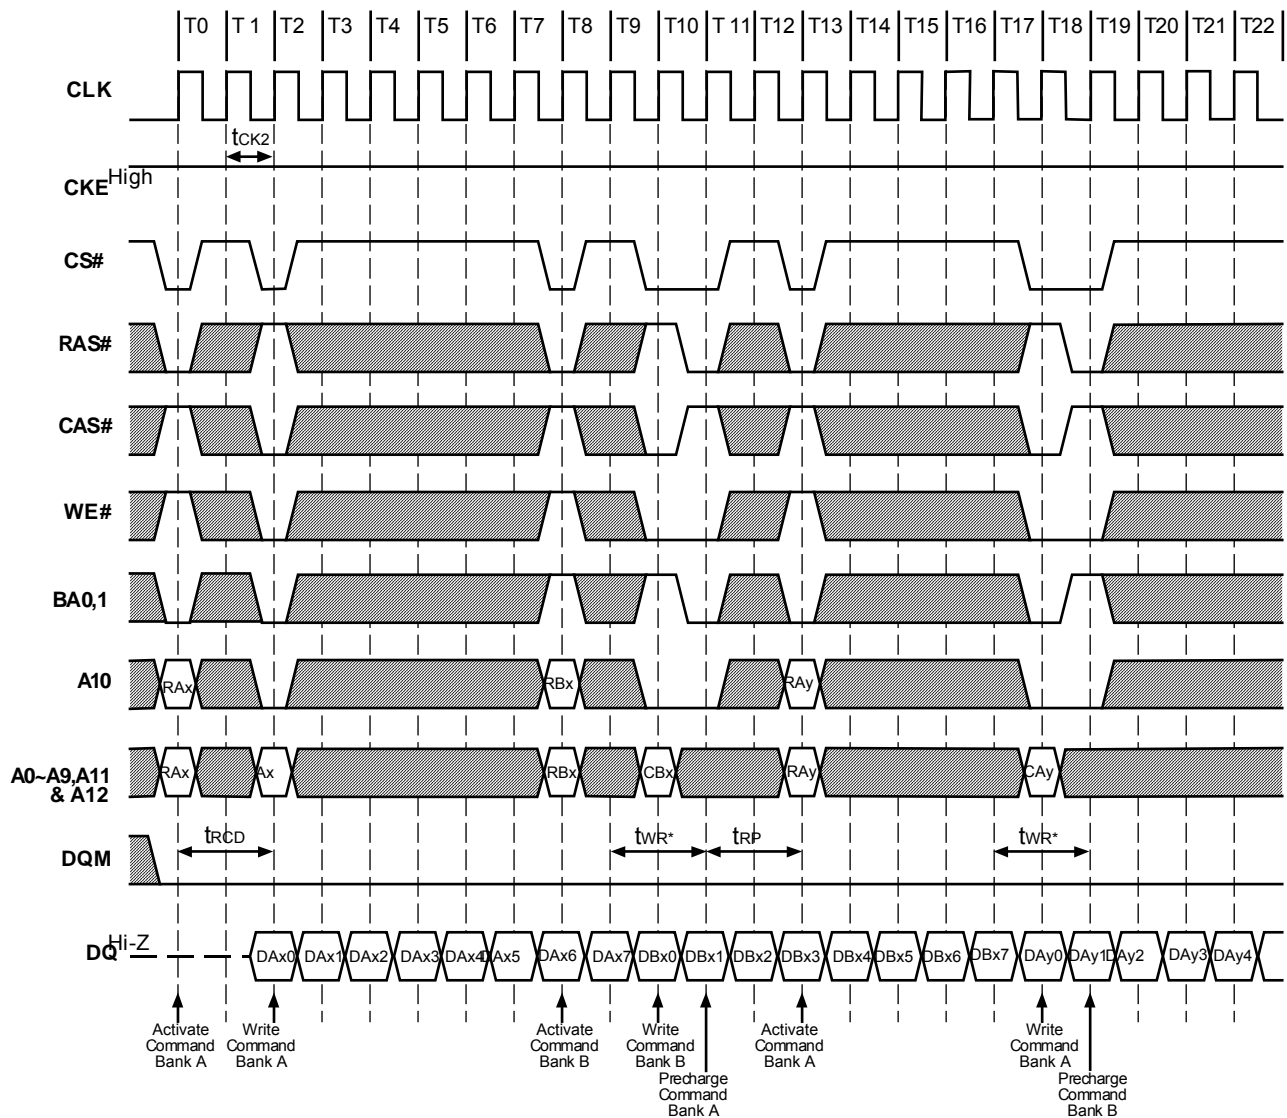 T0 T 1 T2 T3 T4 T5 T6 T7 T8 T9 T10 T 11 T12 T13 T14 T15 T16 T17 T18 T19 T20 T21 T22
CLK
tCK2
CKE High
CS#
RAS#
CAS#
WE#
BA0,1
A10 RAx RBx RAy
A0~A9,A11 RAx Ax RBx CBx RAy CAy
& A12
tRCD tWR* tRP tWR*
DQM
DQ Hi-Z DAx0 DAx1 DAx2 DAx3 DAx4 DAx5 DAx6 DAx7 DBx0 DBx1 DBx2 DBx3 DBx4 DBx5 DBx6 DBx7 DAy0 DAy1 DAy2 DAy3 DAy4
Activate
Command
Bank A
Write
Command
Bank A
Activate
Command
Bank B
Write
Command
Bank B
Precharge
Command
Bank A
Activate
Command
Bank A
Write
Command
Bank A
Precharge
Command
Bank B